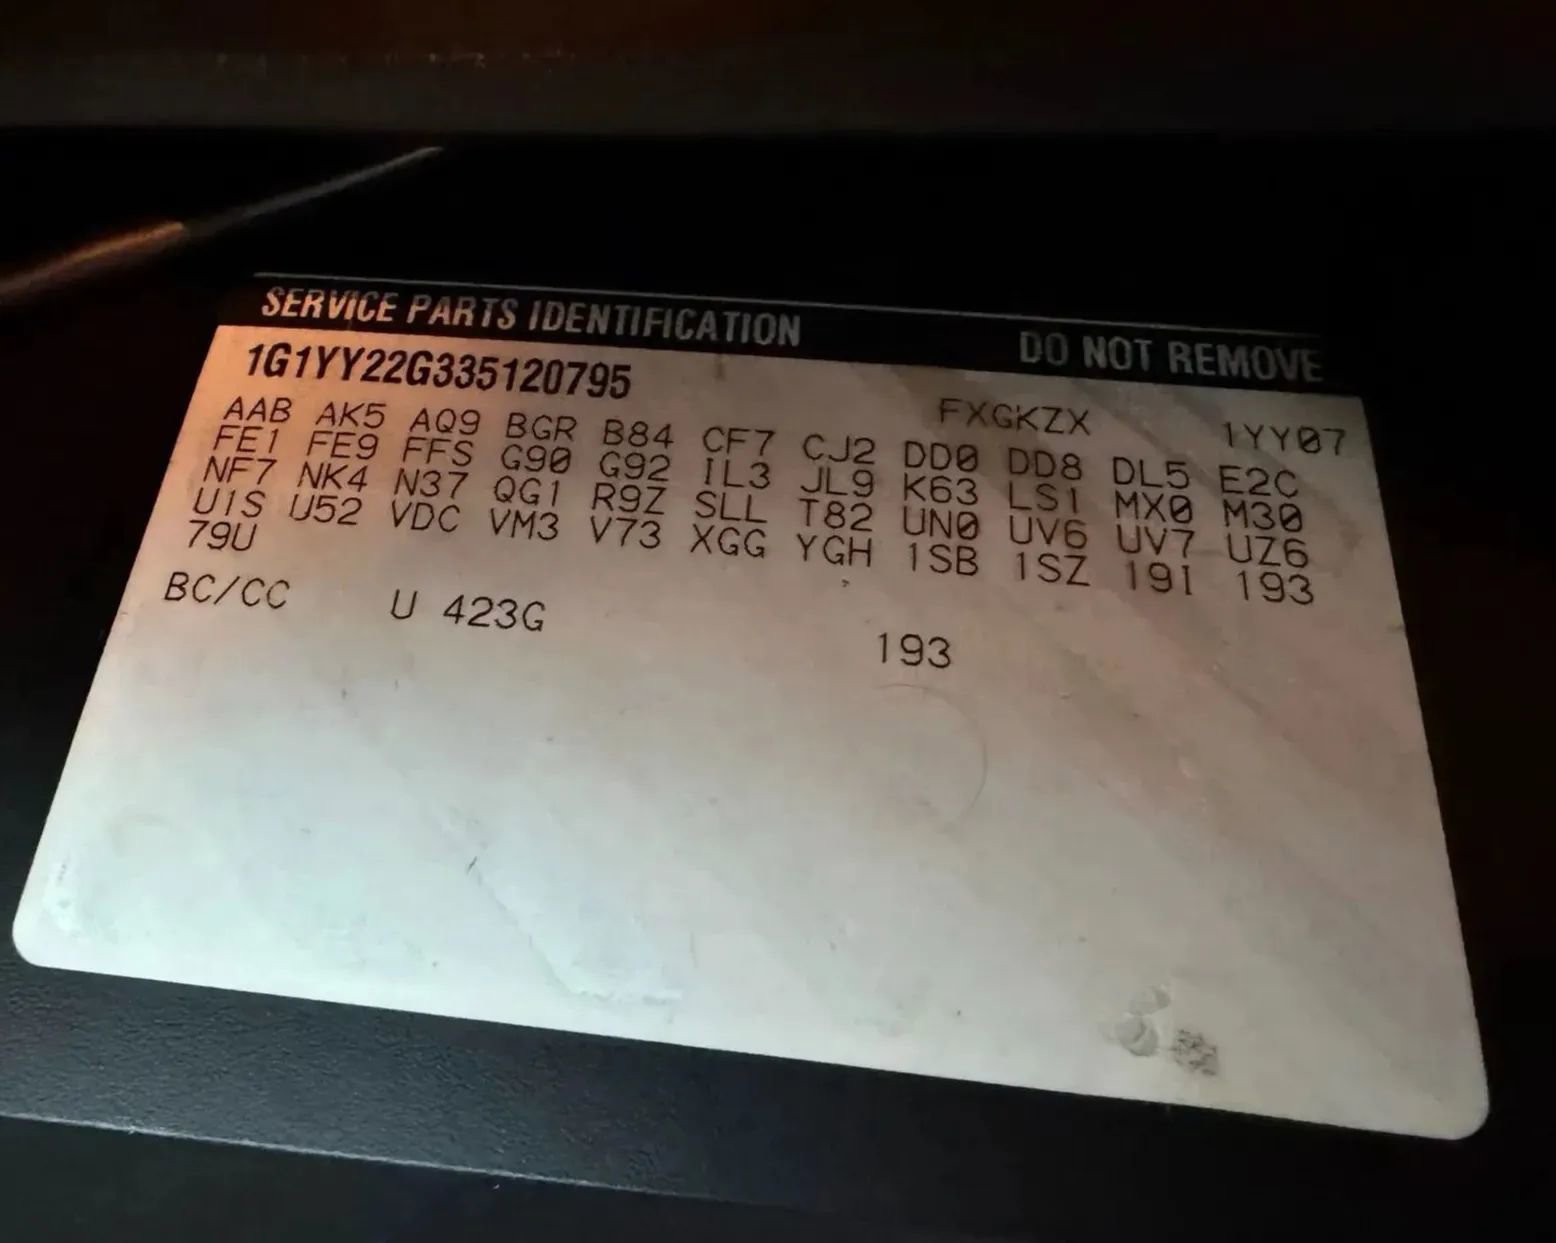 SERVICE PARTS IDENTIFICATION DO NOT REMOVE
1G1YY22G335120795 FXGKZX 1YY07
AAB AK5 AQ9 BGR B84 CF7 CJ2 DD0 DD8 DL5 E2C
FE1 FE9 FFS G90 G92 IL3 JL9 K63 LS1 MX0 M30
NF7 NK4 N37 QG1 R9Z SLL T82 UN0 UV6 UV7 UZ6
U1S U52 VDC VM3 V73 XGG YGH 1SB 1SZ 19I 193
79U
BC/CC U 423G 193